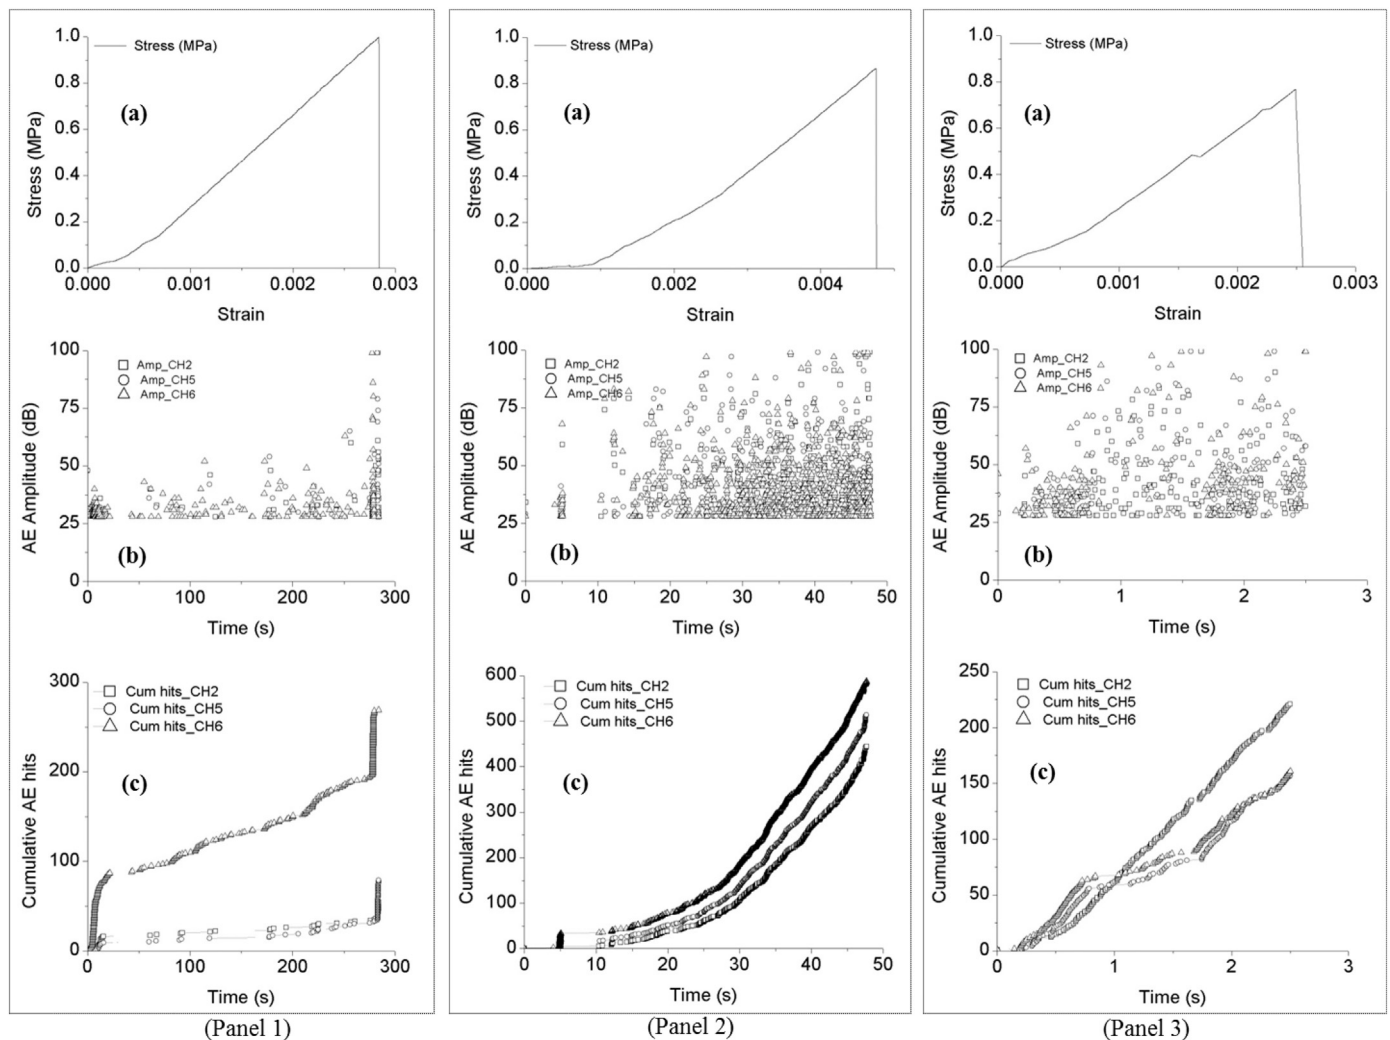 1.0
0.8
0.6
0.4
0.2
0.0
Stress (MPa)
Stress (MPa)
(a)
0.000
0.001
0.002
0.003
Strain
100
75
50
25
0
AE Amplitude (dB)
Amp_CH2
Amp_CH5
Amp_CH6
(b)
0
100
200
300
Time (s)
300
200
100
0
Cumulative AE hits
Cum hits_CH2
Cum hits_CH5
Cum hits_CH6
(c)
0
100
200
300
Time (s)
(Panel 1)
1.0
0.8
0.6
0.4
0.2
0.0
Stress (MPa)
Stress (MPa)
(a)
0.000
0.002
0.004
Strain
100
75
50
25
0
AE Amplitude (dB)
Amp_CH2
Amp_CH5
Amp_CH6
(b)
0
10
20
30
40
50
Time (s)
600
500
400
300
200
100
0
Cumulative AE hits
Cum hits_CH2
Cum hits_CH5
Cum hits_CH6
(c)
0
10
20
30
40
50
Time (s)
(Panel 2)
1.0
0.8
0.6
0.4
0.2
0.0
Stress (MPa)
Stress (MPa)
(a)
0.000
0.001
0.002
0.003
Strain
100
75
50
25
0
AE Amplitude (dB)
Amp_CH2
Amp_CH5
Amp_CH6
(b)
0
1
2
3
Time (s)
250
200
150
100
50
0
Cumulative AE hits
Cum hits_CH2
Cum hits_CH5
Cum hits_CH6
(c)
0
1
2
3
Time (s)
(Panel 3)